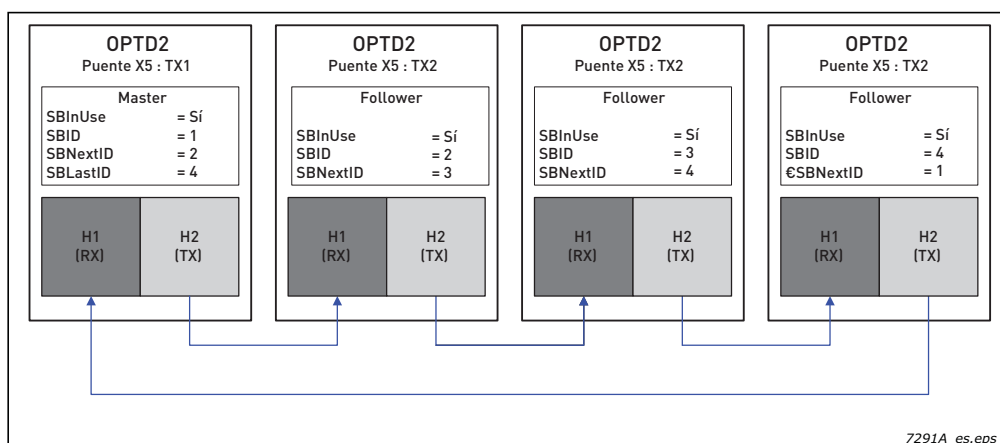 OPTD2
Puente X5 : TX1
Master
SBInUse = Sí
SBID = 1
SBNextID = 2
SBLastID = 4
H1
(RX)
H2
(TX)
OPTD2
Puente X5 : TX2
Follower
SBInUse = Sí
SBID = 2
SBNextID = 3
H1
(RX)
H2
(TX)
OPTD2
Puente X5 : TX2
Follower
SBInUse = Sí
SBID = 3
SBNextID = 4
H1
(RX)
H2
(TX)
OPTD2
Puente X5 : TX2
Follower
SBInUse = Sí
SBID = 4
€SBNextID = 1
H1
(RX)
H2
(TX)
7291A_es.eps